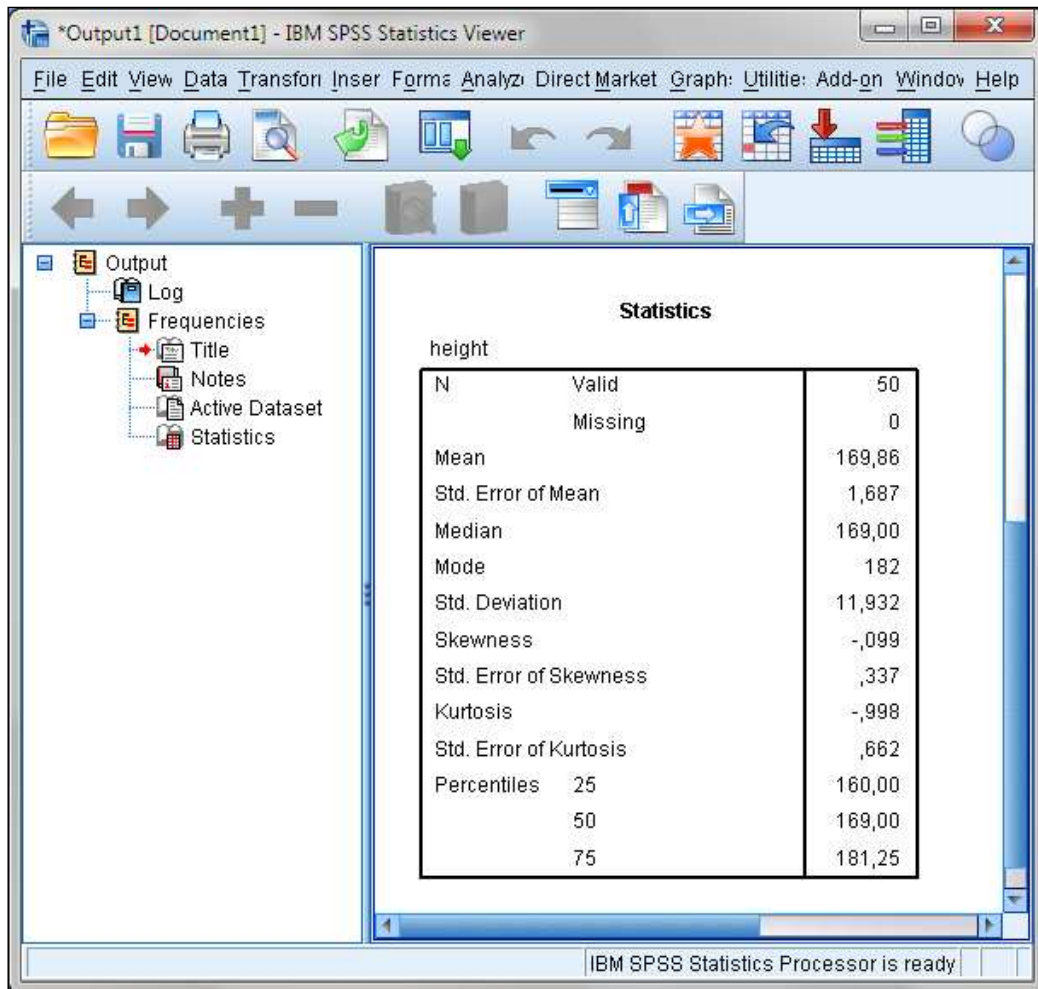 *Output1 [Document1] - IBM SPSS Statistics Viewer
File Edit View Data Transforı Inser Forma Analyzı Direct Market Graph: Utilitie: Add-on Windov Help
Output
Log
Frequencies
Title
Notes
Active Dataset
Statistics
Statistics
height
N Valid 50
Missing 0
Mean 169,86
Std. Error of Mean 1,687
Median 169,00
Mode 182
Std. Deviation 11,932
Skewness -,099
Std. Error of Skewness ,337
Kurtosis -,998
Std. Error of Kurtosis ,662
Percentiles 25 160,00
50 169,00
75 181,25
IBM SPSS Statistics Processor is ready